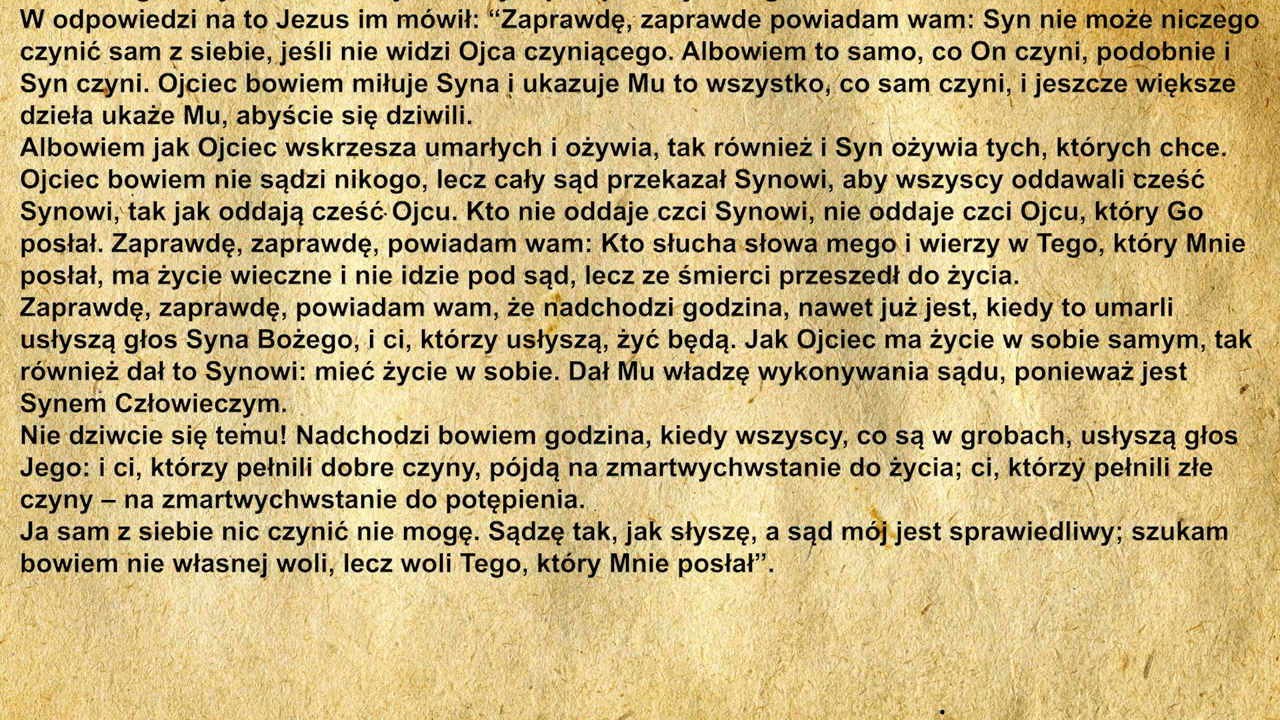 W odpowiedzi na to Jezus im mówił: “Zaprawdę, zaprawde powiadam wam: Syn nie może niczego
czynić sam z siebie, jeśli nie widzi Ojca czyniącego. Albowiem to samo, co On czyni, podobnie i
Syn czyni. Ojciec bowiem miłuje Syna i ukazuje Mu to wszystko, co sam czyni, i jeszcze większe
dzieła ukaże Mu, abyście się dziwili.
Albowiem jak Ojciec wskrzesza umarłych i ożywia, tak również i Syn ożywia tych, których chce.
Ojciec bowiem nie sądzi nikogo, lecz cały sąd przekazał Synowi, aby wszyscy oddawali cześć
Synowi, tak jak oddają cześć Ojcu. Kto nie oddaje czci Synowi, nie oddaje czci Ojcu, który Go
posłał. Zaprawdę, zaprawdę, powiadam wam: Kto słucha słowa mego i wierzy w Tego, który Mnie
posłał, ma życie wieczne i nie idzie pod sąd, lecz ze śmierci przeszedł do życia.
Zaprawdę, zaprawdę, powiadam wam, że nadchodzi godzina, nawet już jest, kiedy to umarli
usłyszą głos Syna Bożego, i ci, którzy usłyszą, żyć będą. Jak Ojciec ma życie w sobie samym, tak
również dał to Synowi: mieć życie w sobie. Dał Mu władzę wykonywania sądu, ponieważ jest
Synem Człowieczym.
Nie dziwcie się temu! Nadchodzi bowiem godzina, kiedy wszyscy, co są w grobach, usłyszą głos
Jego: i ci, którzy pełnili dobre czyny, pójdą na zmartwychwstanie do życia; ci, którzy pełnili złe
czyny – na zmartwychwstanie do potępienia.
Ja sam z siebie nic czynić nie mogę. Sądzę tak, jak słyszę, a sąd mój jest sprawiedliwy; szukam
bowiem nie własnej woli, lecz woli Tego, który Mnie posłał”.